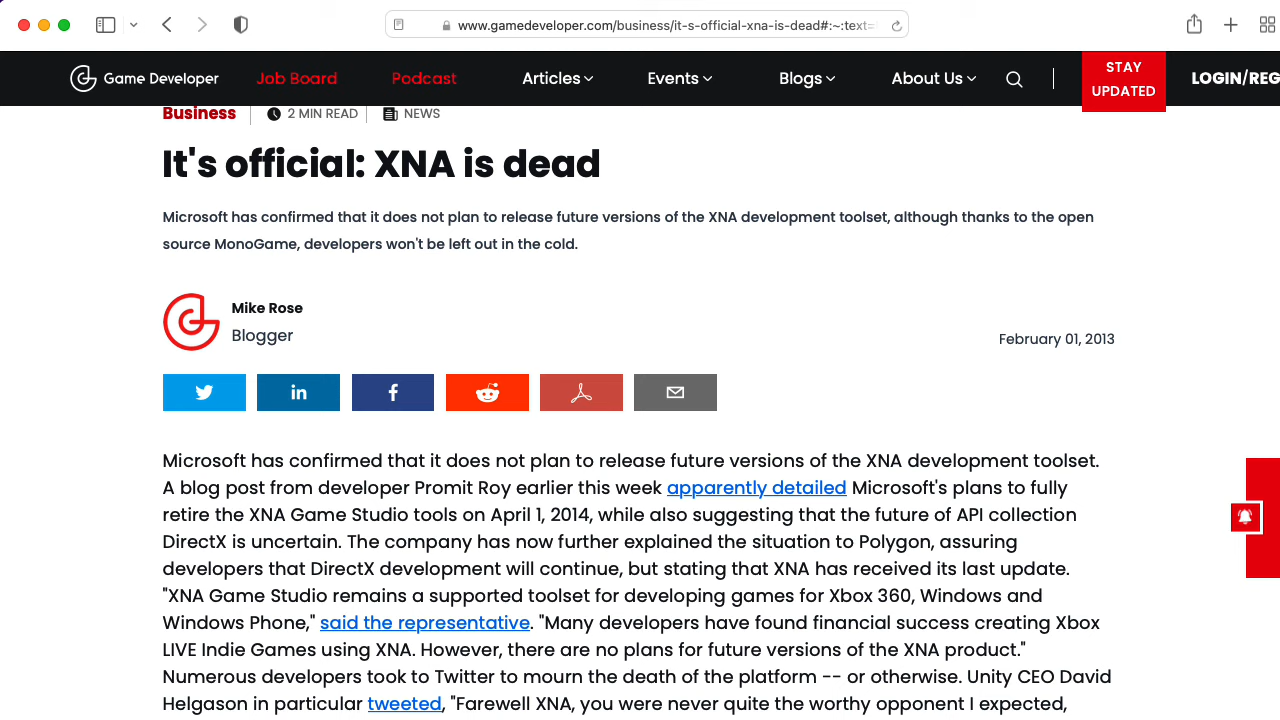 www.gamedeveloper.com/business/it-s-official-xna-is-dead#:~:text=
Game Developer Job Board Podcast Articles Events Blogs About Us STAY UPDATED LOGIN/REG
Business 2 MIN READ NEWS
It's official: XNA is dead
Microsoft has confirmed that it does not plan to release future versions of the XNA development toolset, although thanks to the open
source MonoGame, developers won't be left out in the cold.
Mike Rose
Blogger
February 01, 2013
Microsoft has confirmed that it does not plan to release future versions of the XNA development toolset.
A blog post from developer Promit Roy earlier this week apparently detailed Microsoft's plans to fully
retire the XNA Game Studio tools on April 1, 2014, while also suggesting that the future of API collection
DirectX is uncertain. The company has now further explained the situation to Polygon, assuring
developers that DirectX development will continue, but stating that XNA has received its last update.
"XNA Game Studio remains a supported toolset for developing games for Xbox 360, Windows and
Windows Phone," said the representative. "Many developers have found financial success creating Xbox
LIVE Indie Games using XNA. However, there are no plans for future versions of the XNA product."
Numerous developers took to Twitter to mourn the death of the platform -- or otherwise. Unity CEO David
Helgason in particular tweeted, "Farewell XNA, you were never quite the worthy opponent I expected,